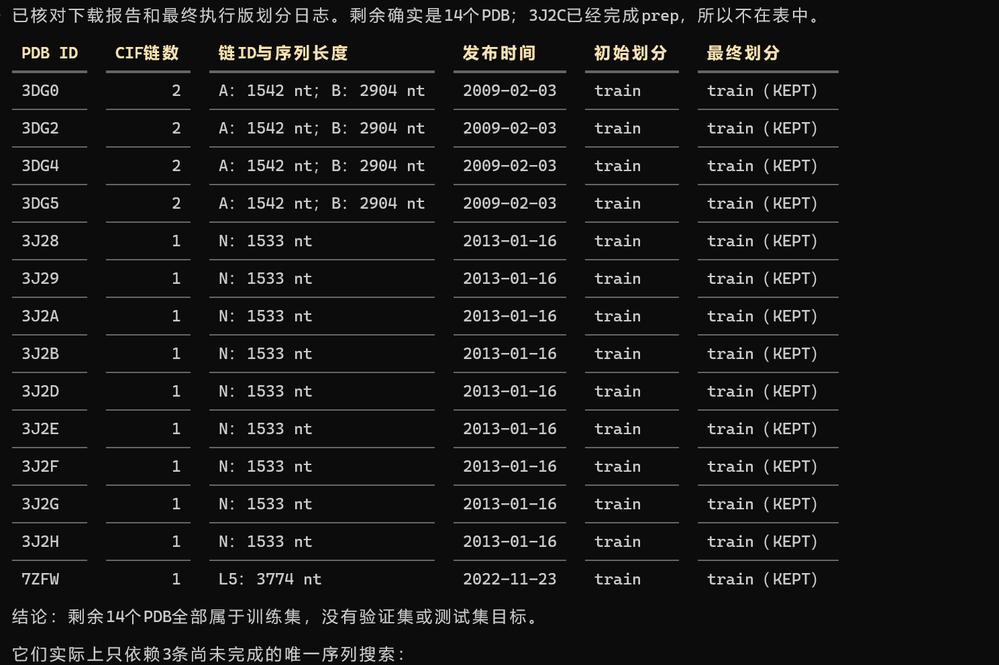 已核对下载报告和最终执行版划分日志。剩余确实是14个PDB；3J2C已经完成prep，所以不在表中。
PDB ID CIF链数 链ID与序列长度 发布时间 初始划分 最终划分
3DG0 2 A: 1542 nt; B: 2904 nt 2009-02-03 train train (KEPT)
3DG2 2 A: 1542 nt; B: 2904 nt 2009-02-03 train train (KEPT)
3DG4 2 A: 1542 nt; B: 2904 nt 2009-02-03 train train (KEPT)
3DG5 2 A: 1542 nt; B: 2904 nt 2009-02-03 train train (KEPT)
3J28 1 N: 1533 nt 2013-01-16 train train (KEPT)
3J29 1 N: 1533 nt 2013-01-16 train train (KEPT)
3J2A 1 N: 1533 nt 2013-01-16 train train (KEPT)
3J2B 1 N: 1533 nt 2013-01-16 train train (KEPT)
3J2D 1 N: 1533 nt 2013-01-16 train train (KEPT)
3J2E 1 N: 1533 nt 2013-01-16 train train (KEPT)
3J2F 1 N: 1533 nt 2013-01-16 train train (KEPT)
3J2G 1 N: 1533 nt 2013-01-16 train train (KEPT)
3J2H 1 N: 1533 nt 2013-01-16 train train (KEPT)
7ZFW 1 L5: 3774 nt 2022-11-23 train train (KEPT)
结论：剩余14个PDB全部属于训练集，没有验证集或测试集目标。
它们实际上只依赖3条尚未完成的唯一序列搜索：